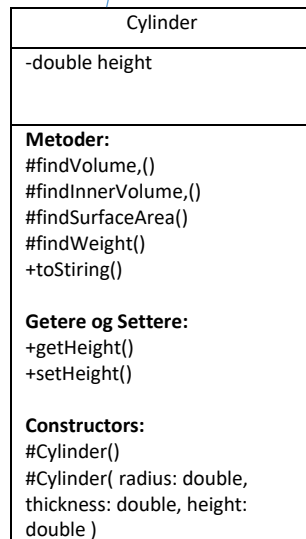 Cylinder
-double height
Metoder:
#findVolume,()
#findInnerVolume,()
#findSurfaceArea()
#findWeight()
+toStiring()
Getere og Settere:
+getHeight()
+setHeight()
Constructors:
#Cylinder()
#Cylinder( radius: double,
thickness: double, height:
double )